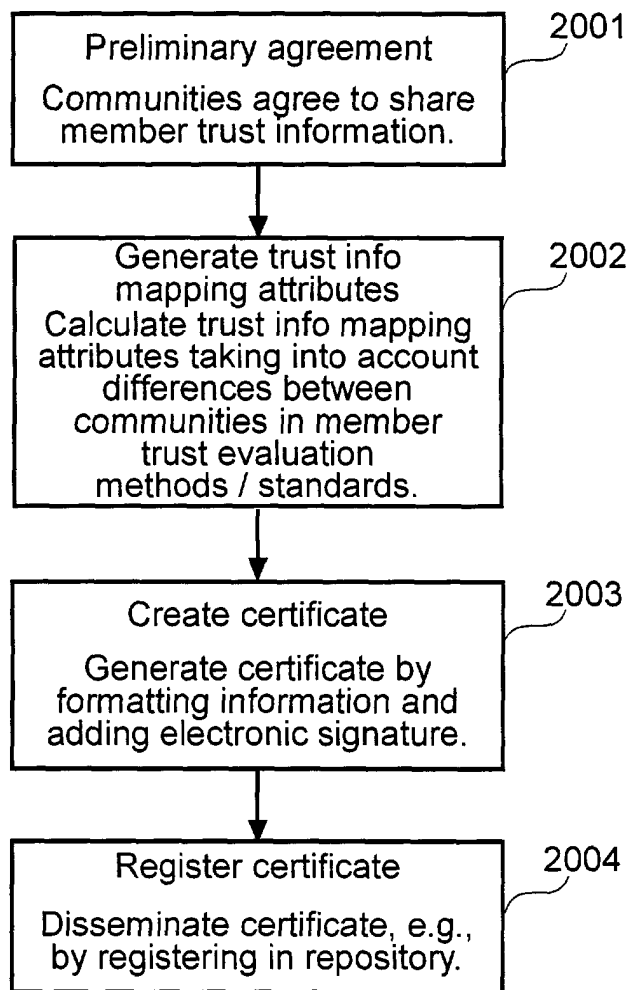 2001
Preliminary agreement
Communities agree to share
member trust information.
2002
Generate trust info
mapping attributes
Calculate trust info mapping
attributes taking into account
differences between
communities in member
trust evaluation
methods / standards.
2003
Create certificate
Generate certificate by
formatting information and
adding electronic signature.
2004
Register certificate
Disseminate certificate, e.g.,
by registering in repository.